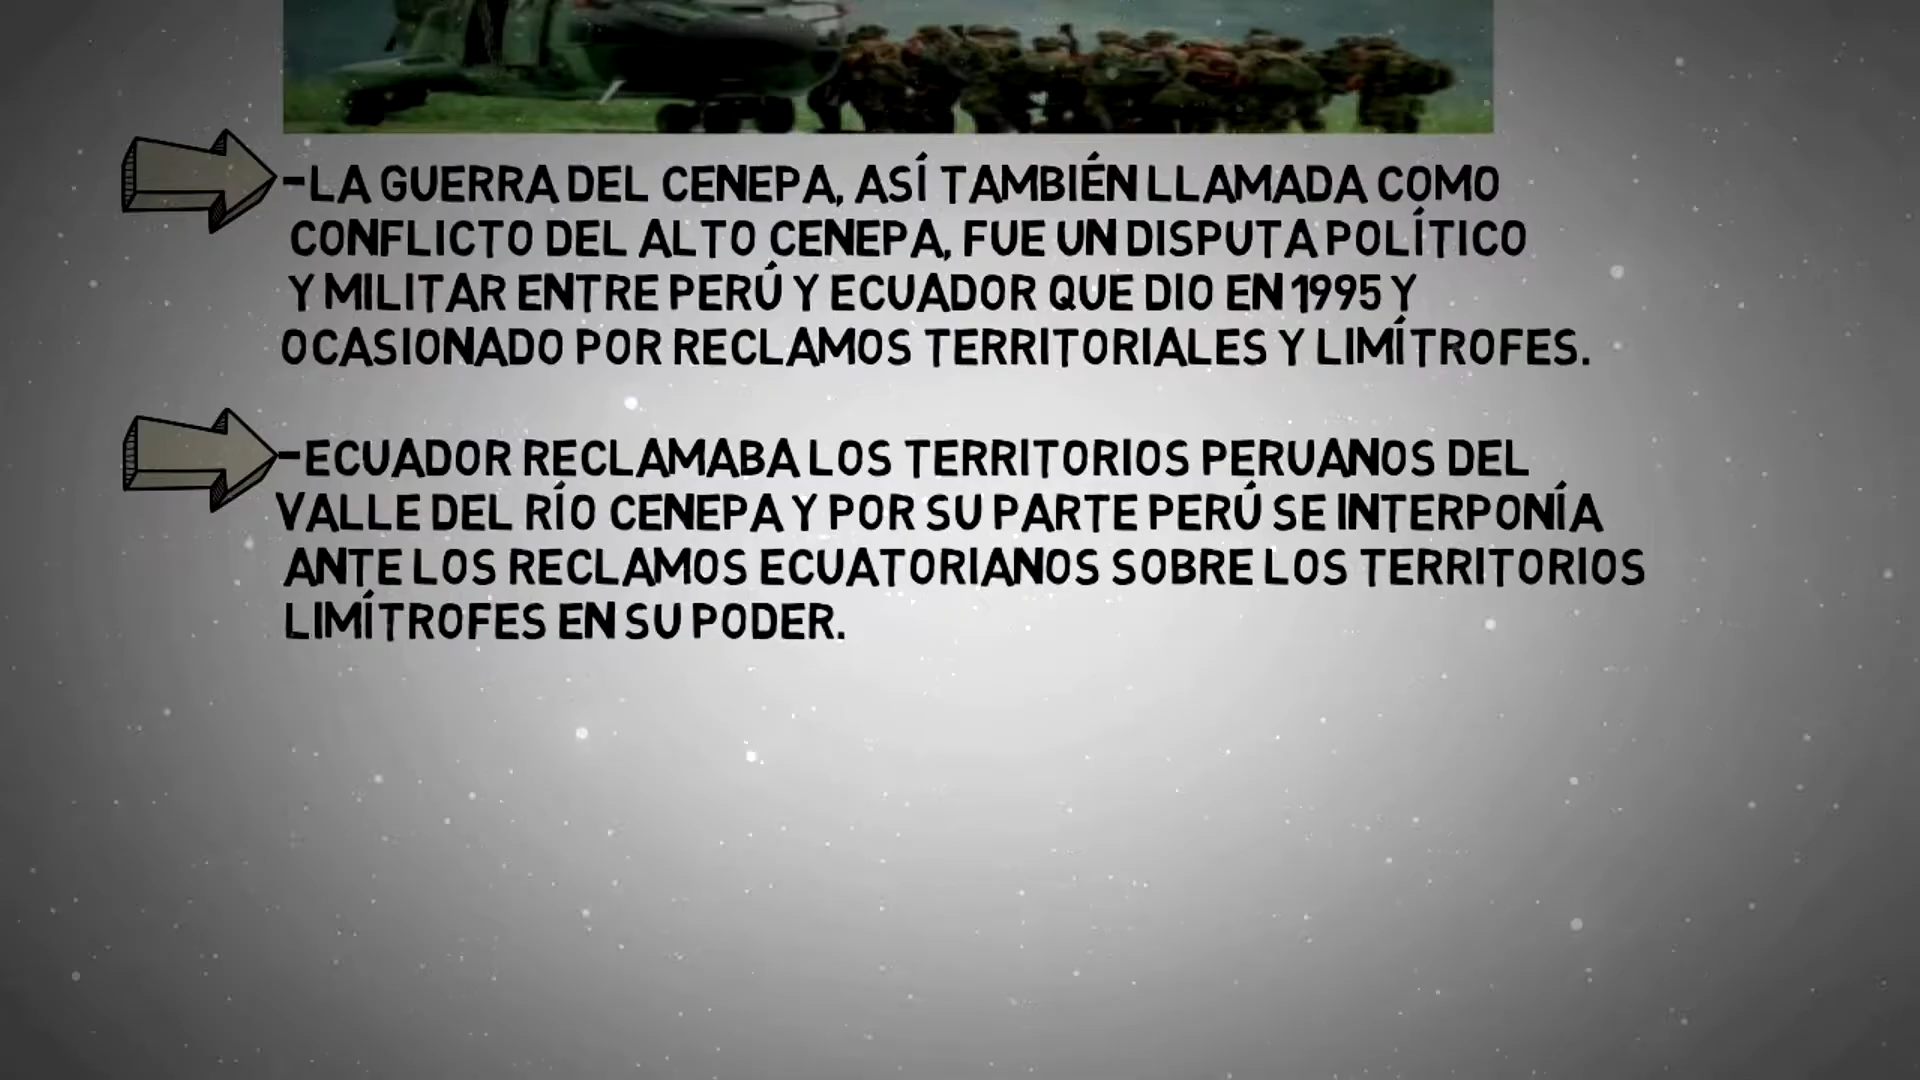 -LA GUERRA DEL CENEPA, ASÍ TAMBIÉN LLAMADA COMO
CONFLICTO DEL ALTO CENEPA, FUE UN DISPUTA POLÍTICO
Y MILITAR ENTRE PERÚ Y ECUADOR QUE DIO EN 1995 Y
OCASIONADO POR RECLAMOS TERRITORIALES Y LIMÍTROFES.
-ECUADOR RECLAMABA LOS TERRITORIOS PERUANOS DEL
VALLE DEL RÍO CENEPA Y POR SU PARTE PERÚ SE INTERPONÍA
ANTE LOS RECLAMOS ECUATORIANOS SOBRE LOS TERRITORIOS
LIMÍTROFES EN SU PODER.